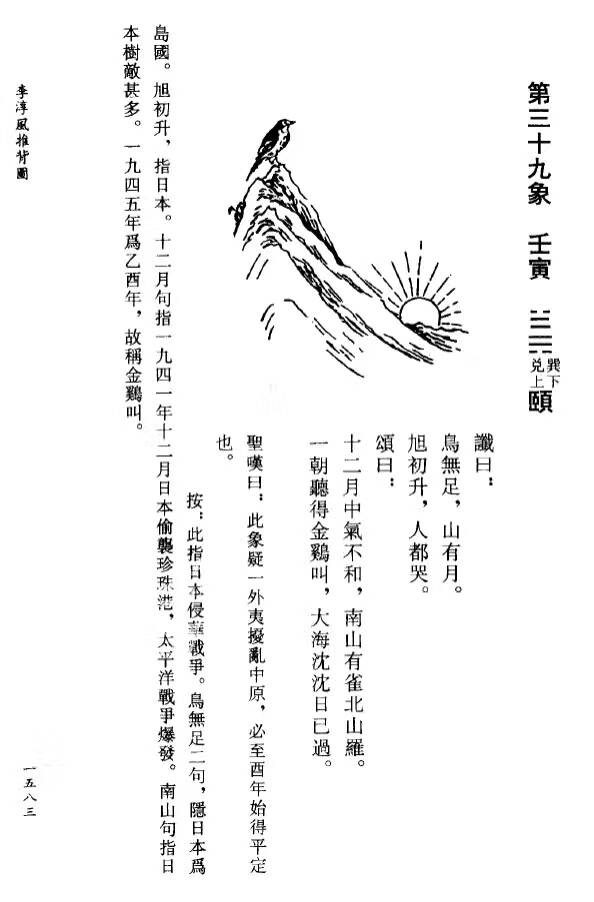 第三十九象　壬寅　䷚ 巽下兌上 頤
讖曰：
鳥無足，山有月。
旭初升，人都哭。
頌曰：
十二月中氣不和，南山有雀北山羅。
一朝聽得金鷄叫，大海沈沈日已過。
聖嘆曰：此象疑一外夷擾亂中原，必至酉年始得平定
也。
按：此指日本侵華戰爭。鳥無足二句，隱日本爲
島國。旭初升，指日本。十二月句指一九四一年十二月日本偷襲珍珠港，太平洋戰爭爆發。南山句指日
本樹敵甚多。一九四五年爲乙酉年，故稱金鷄叫。
李淳風推背圖
一五八三